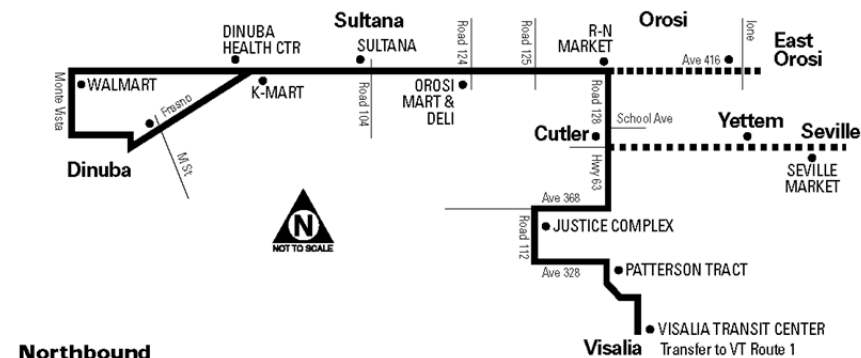 Sultana
Orosi
DINUBA
HEALTH CTR
SULTANA
Road 124
Road 125
R-N
MARKET
Ione
East
Orosi
Ave 416
Monte Vista
WALMART
K-MART
Fresno
Road 104
OROSI
MART &
DELI
Road 128
School Ave
Cutler
Yettem
Seville
M St
Dinuba
Hwy 63
SEVILLE
MARKET
Ave 368
N
NOT TO SCALE
Road 112
JUSTICE COMPLEX
Ave 328
PATTERSON TRACT
VISALIA TRANSIT CENTER
Northbound
Visalia
Transfer to VT Route 1